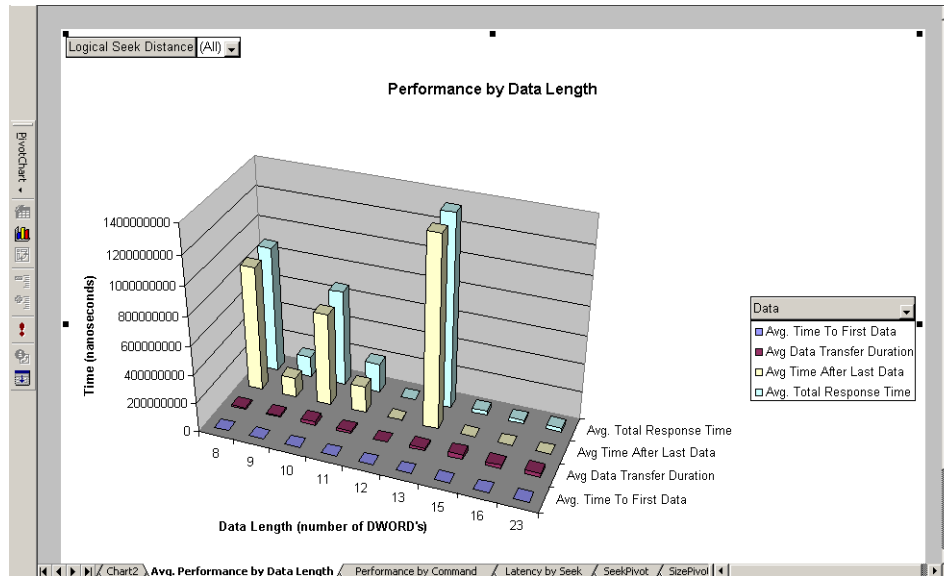 Logical Seek Distance (All)
Performance by Data Length
PivotChart
Time (nanoseconds)
1400000000
1200000000
1000000000
800000000
600000000
400000000
200000000
0
8 9 10 11 12 13 15 16 23
Data Length (number of DWORD's)
Avg. Total Response Time
Avg Time After Last Data
Avg Data Transfer Duration
Avg. Time To First Data
Data
Avg. Time To First Data
Avg Data Transfer Duration
Avg Time After Last Data
Avg. Total Response Time
Chart2 Avg. Performance by Data Length Performance by Command Latency by Seek SeekPivot SizePivot